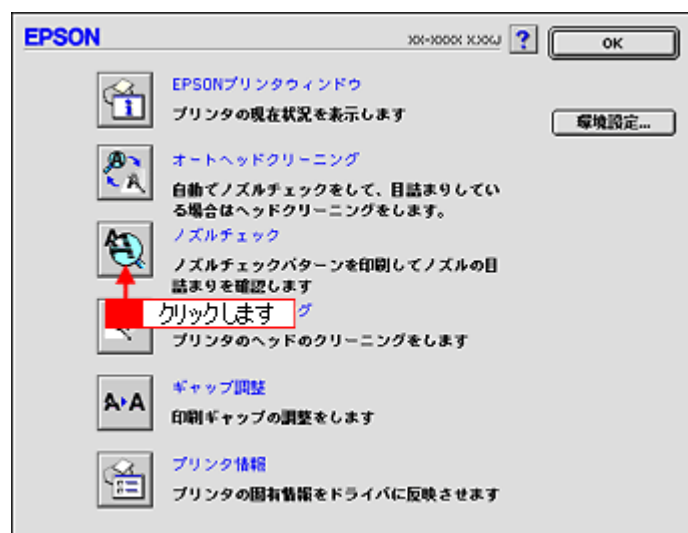 EPSON
OK
EPSONプリンタウィンドウ
プリンタの現在状況を表示します
環境設定...
オートヘッドクリーニング
自動でノズルチェックをして、目詰まりしてい
る場合はヘッドクリーニングをします。
ノズルチェック
ノズルチェックパターンを印刷してノズルの目
詰まりを確認します
クリックします
グ
プリンタのヘッドのクリーニングをします
ギャップ調整
印刷ギャップの調整をします
プリンタ情報
プリンタの固有情報をドライバに反映させます